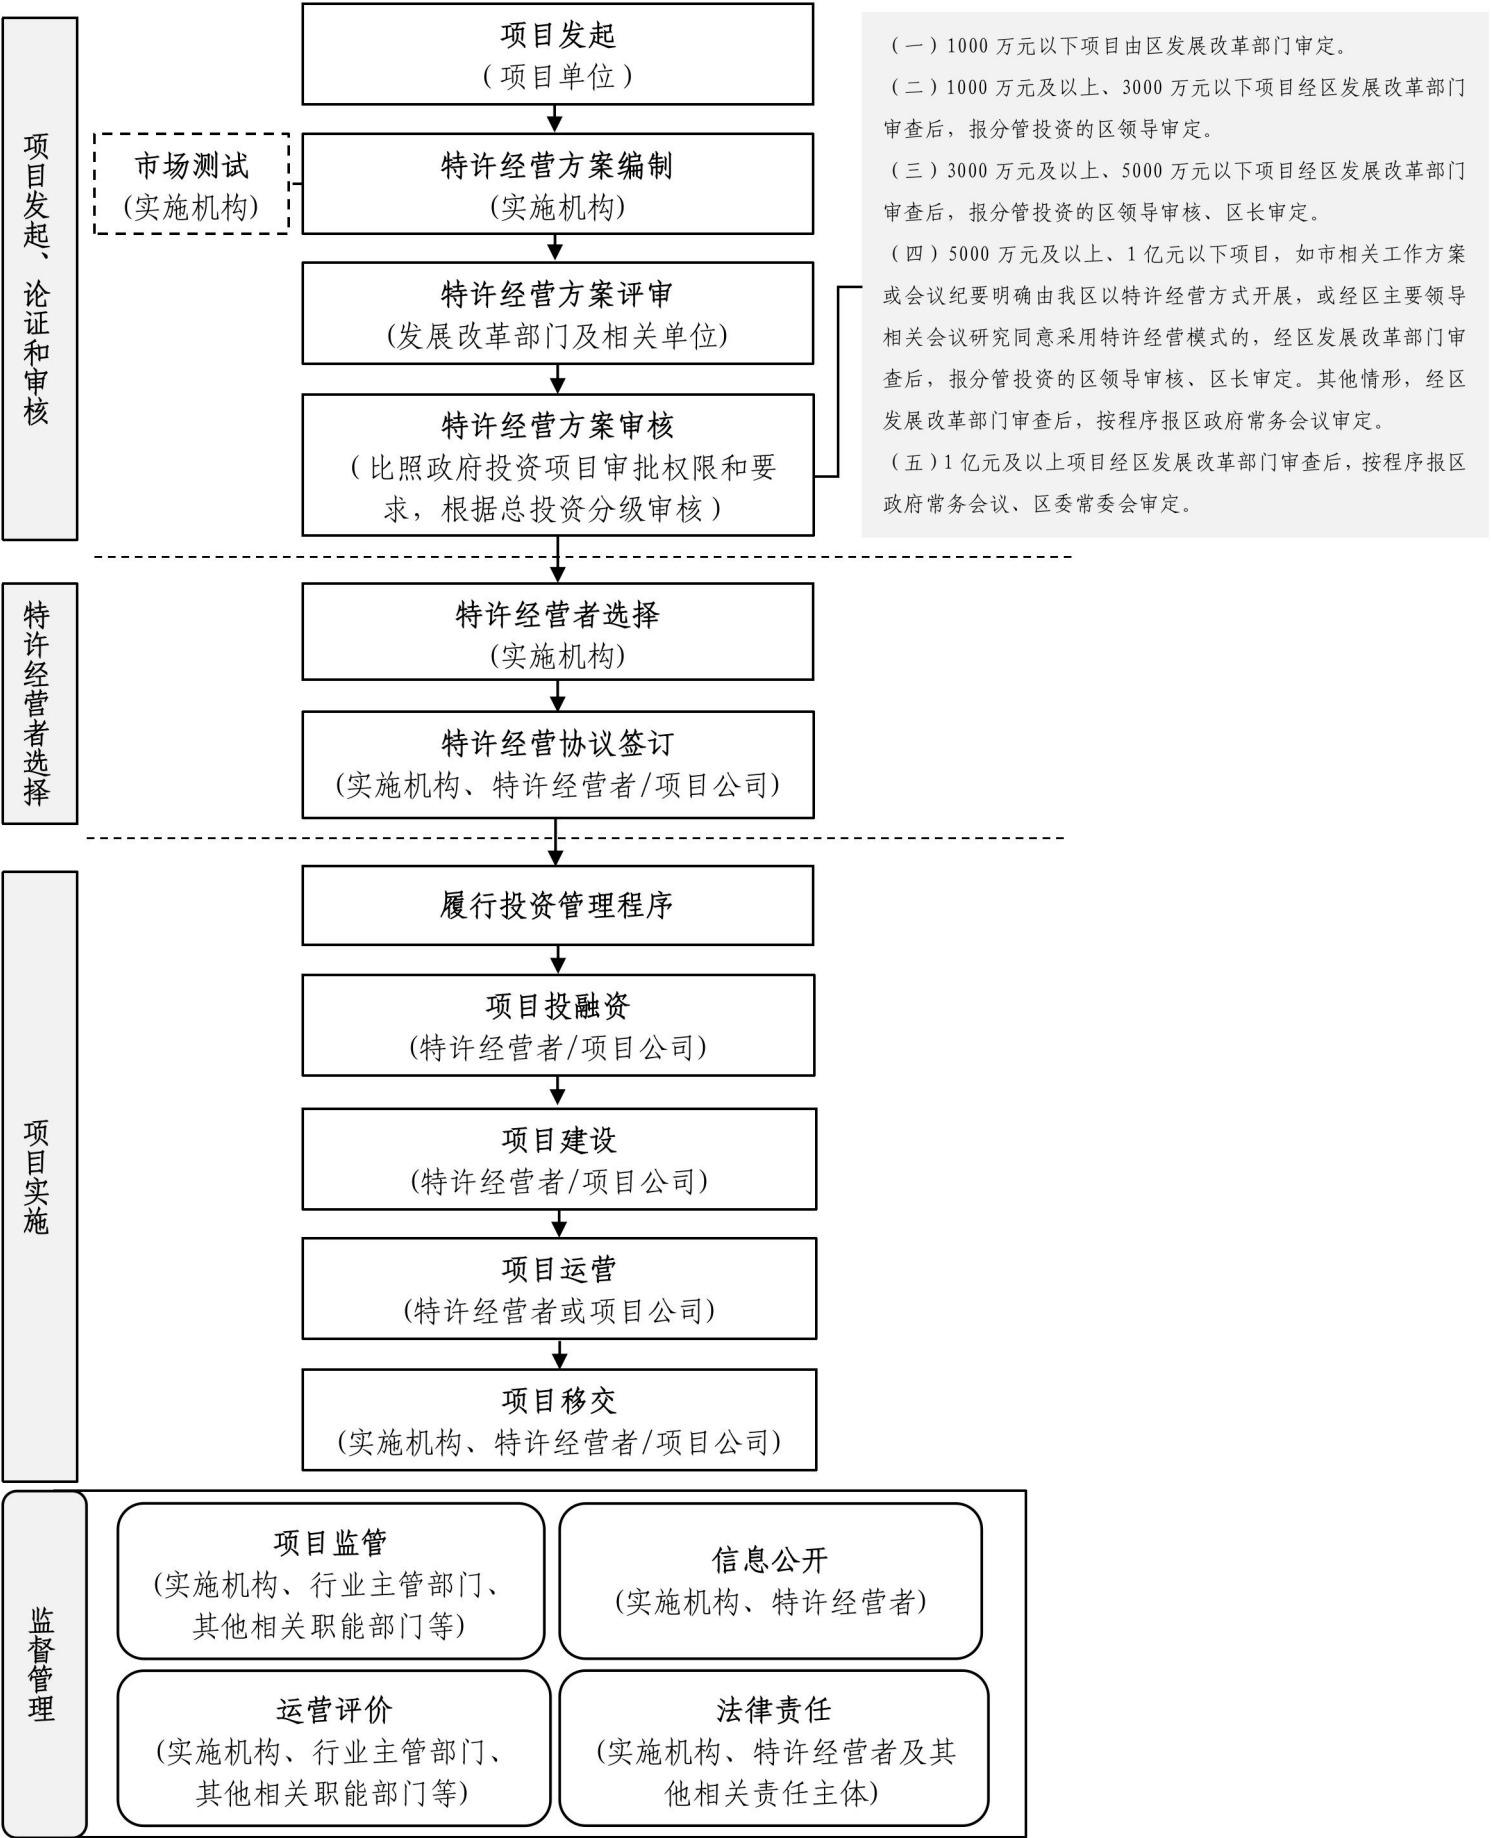 项目发起、论证和审核
项目发起
（项目单位）
市场测试
(实施机构)
特许经营方案编制
(实施机构)
特许经营方案评审
(发展改革部门及相关单位)
特许经营方案审核
（比照政府投资项目审批权限和要
求，根据总投资分级审核）
（一）1000 万元以下项目由区发展改革部门审定。
（二）1000 万元及以上、3000 万元以下项目经区发展改革部门
审查后，报分管投资的区领导审定。
（三）3000 万元及以上、5000 万元以下项目经区发展改革部门
审查后，报分管投资的区领导审核、区长审定。
（四）5000 万元及以上、1 亿元以下项目，如市相关工作方案
或会议纪要明确由我区以特许经营方式开展，或经区主要领导
相关会议研究同意采用特许经营模式的，经区发展改革部门审
查后，报分管投资的区领导审核、区长审定。其他情形，经区
发展改革部门审查后，按程序报区政府常务会议审定。
（五）1 亿元及以上项目经区发展改革部门审查后，按程序报区
政府常务会议、区委常委会审定。
特许经营者选择
特许经营者选择
(实施机构)
特许经营协议签订
(实施机构、特许经营者/项目公司)
项目实施
履行投资管理程序
项目投融资
(特许经营者/项目公司)
项目建设
(特许经营者/项目公司)
项目运营
(特许经营者或项目公司)
项目移交
(实施机构、特许经营者/项目公司)
监督管理
项目监管
(实施机构、行业主管部门、
其他相关职能部门等)
信息公开
(实施机构、特许经营者)
运营评价
(实施机构、行业主管部门、
其他相关职能部门等)
法律责任
(实施机构、特许经营者及其
他相关责任主体)